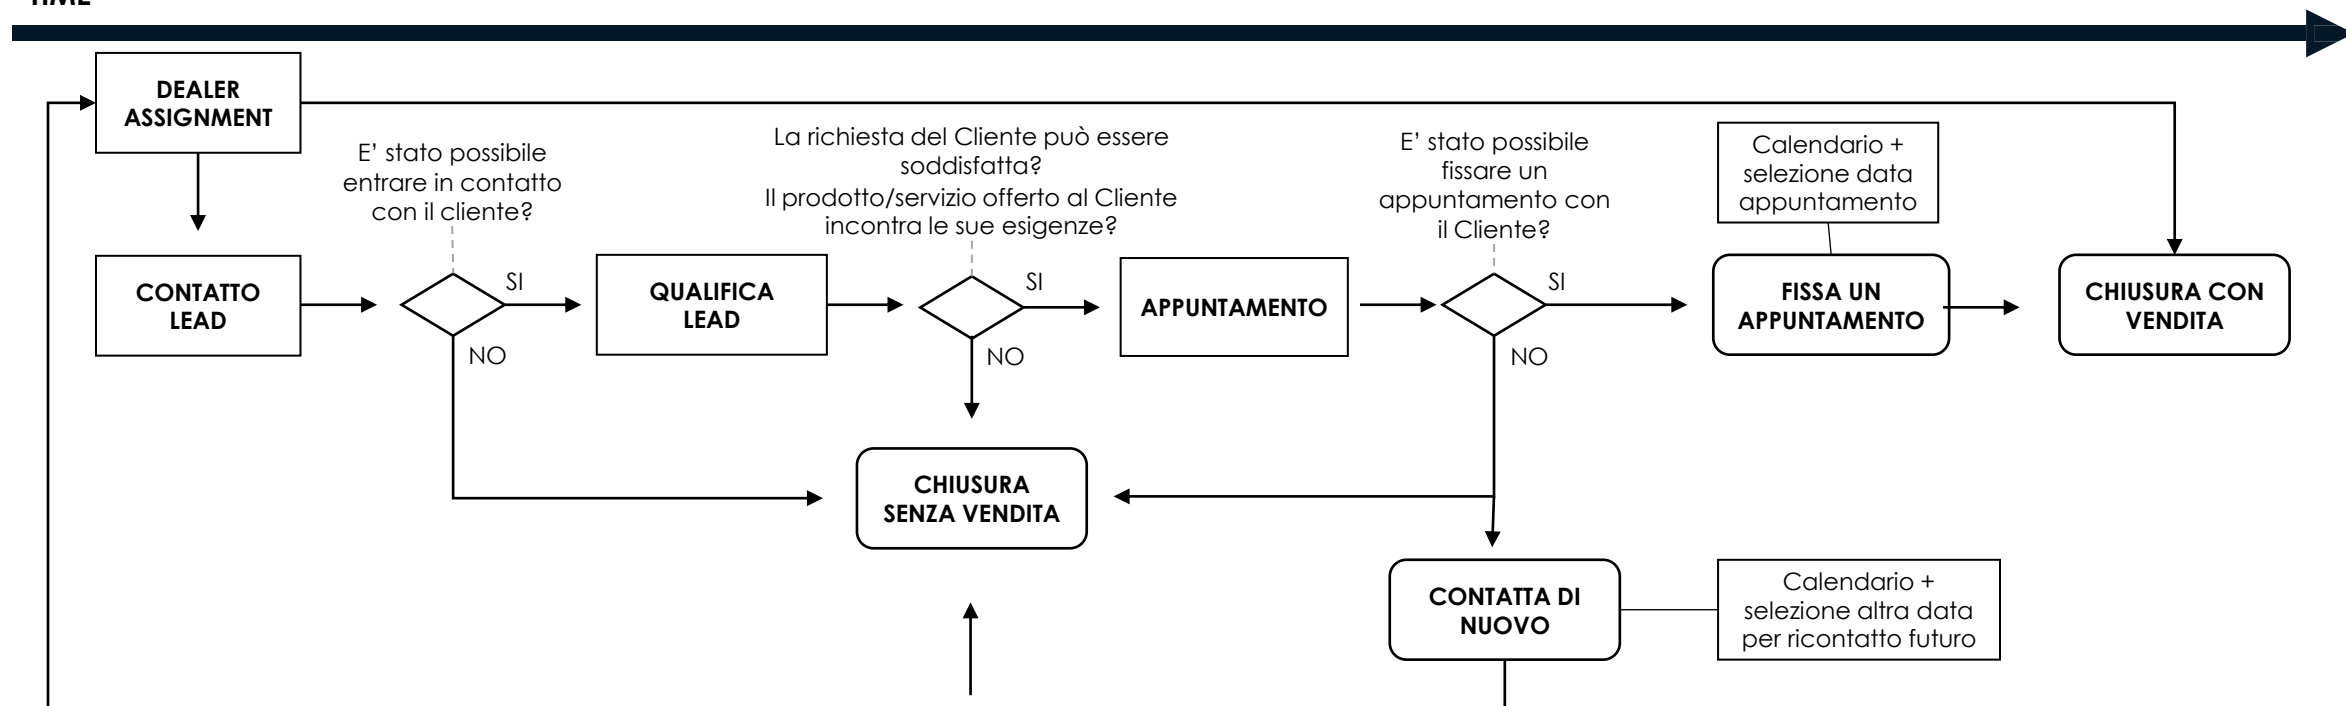 TIME
DEALER
ASSIGNMENT
E' stato possibile
entrare in contatto
con il cliente?
La richiesta del Cliente può essere
soddisfatta?
Il prodotto/servizio offerto al Cliente
incontra le sue esigenze?
E' stato possibile
fissare un
appuntamento con
il Cliente?
Calendario +
selezione data
appuntamento
CONTATTO
LEAD
SI
NO
QUALIFICA
LEAD
SI
NO
APPUNTAMENTO
SI
NO
FISSA UN
APPUNTAMENTO
CHIUSURA CON
VENDITA
CHIUSURA
SENZA VENDITA
CONTATTA DI
NUOVO
Calendario +
selezione altra data
per ricontatto futuro